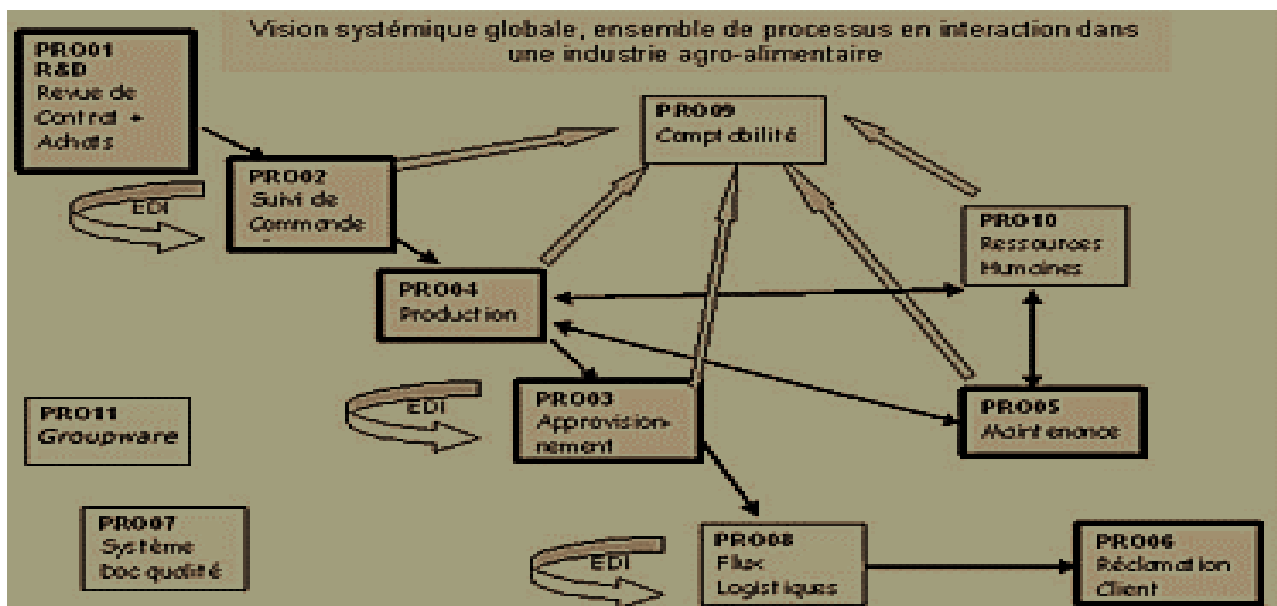 Vision systémique globale, ensemble de processus en interaction dans
une industrie agro-alimentaire
PRO01
R&D
Revue de
Contrat +
Achats
PRO09
Comptabilité
PRO02
Suivi de
Commande
EDI
PRO10
Ressources
Humaines
PRO04
Production
PRO03
Approvision-
nement
EDI
PRO05
Maintenance
PRO11
Groupware
PRO07
Système
Doc qualité
EDI
PRO08
Flux
Logistiques
PRO06
Réclamation
Client